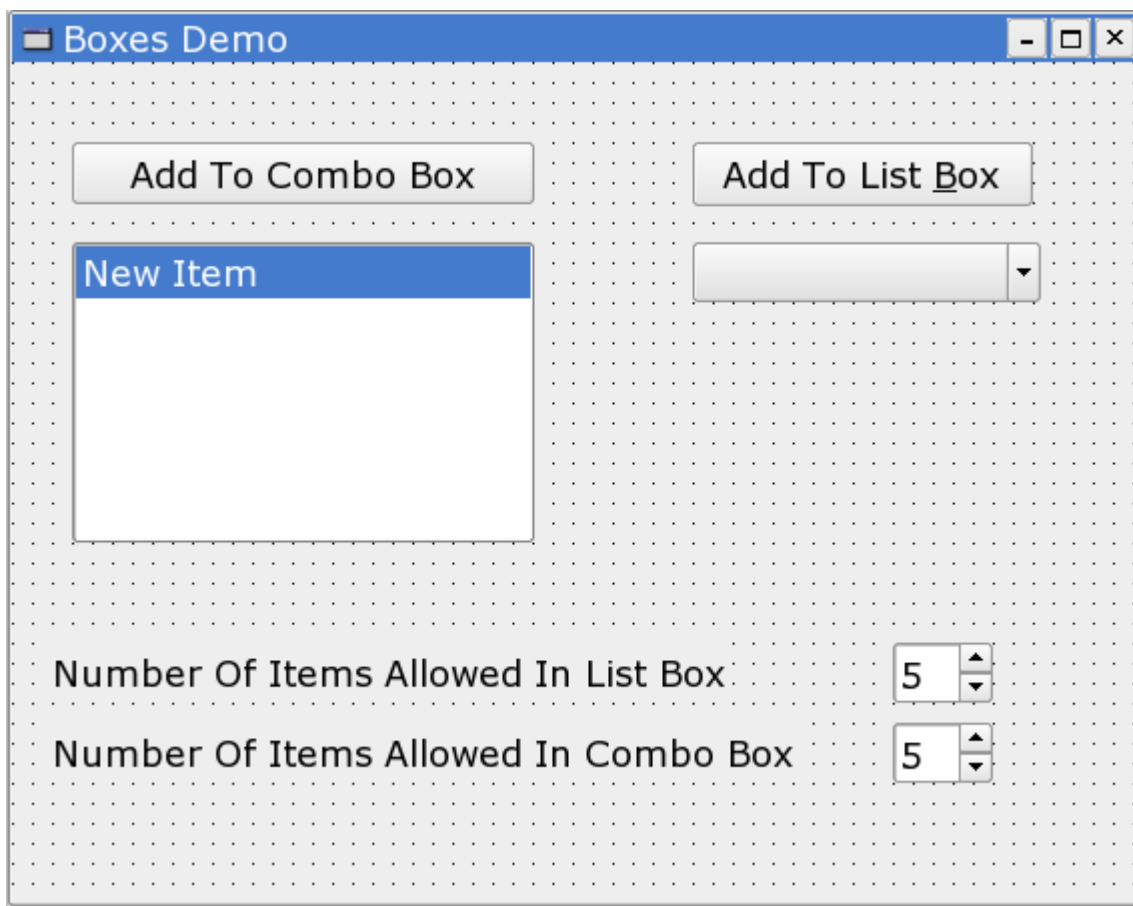 Boxes Demo
Add To Combo Box
Add To List Box
New Item
Number Of Items Allowed In List Box
5
Number Of Items Allowed In Combo Box
5